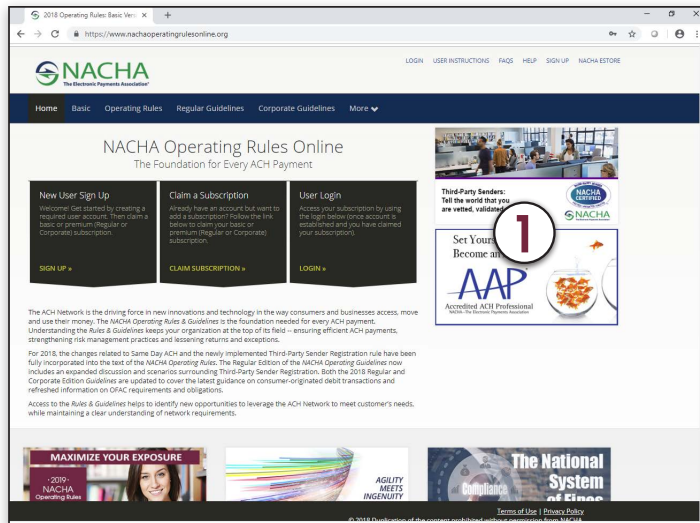 2018 Operating Rules: Basic Vers
https://www.nachaoperatingrulesonline.org
LOGIN USER INSTRUCTIONS FAQS HELP SIGN UP NACHA ESTORE
NACHA
The Electronic Payments Association®
Home Basic Operating Rules Regular Guidelines Corporate Guidelines More
NACHA Operating Rules Online
The Foundation for Every ACH Payment
New User Sign Up
Welcome! Get started by creating a
required user account. Then claim a
basic or premium (Regular or
Corporate) subscription.
SIGN UP »
Claim a Subscription
Already have an account but want to
add a subscription? Follow the link
below to claim your basic or
premium (Regular or Corporate)
subscription.
CLAIM SUBSCRIPTION »
User Login
Access your subscription by using
the login below (once account is
established and you have claimed
your subscription)
LOGIN »
Third-Party Senders:
Tell the world that you
are vetted, validated
NACHA
CERTIFIED
NACHA
1
Set Yours
Become an
AAP
Accredited ACH Professional
NACHA–The Electronic Payments Association
The ACH Network is the driving force in new innovations and technology in the way consumers and businesses access, move
and use their money. The NACHA Operating Rules & Guidelines is the foundation needed for every ACH payment.
Understanding the Rules & Guidelines keeps your organization at the top of its field -- ensuring efficient ACH payments,
strengthening risk management practices and lessening returns and exceptions.
For 2018, the changes related to Same Day ACH and the newly implemented Third-Party Sender Registration rule have been
fully incorporated into the text of the NACHA Operating Rules. The Regular Edition of the NACHA Operating Guidelines now
includes an expanded discussion and scenarios surrounding Third-Party Sender Registration. Both the 2018 Regular and
Corporate Edition Guidelines are updated to cover the latest guidance on consumer-originated debit transactions and
refreshed information on OFAC requirements and obligations.
Access to the Rules & Guidelines helps to identify new opportunities to leverage the ACH Network to meet customer's needs,
while maintaining a clear understanding of network requirements.
MAXIMIZE YOUR EXPOSURE
·2019·
NACHA
Operating Rules
AGILITY
MEETS
INGENUITY
Compliance
The National
System
of Fines
Terms of Use | Privacy Policy
© 2018 Duplication of the content prohibited without permission from NACHA